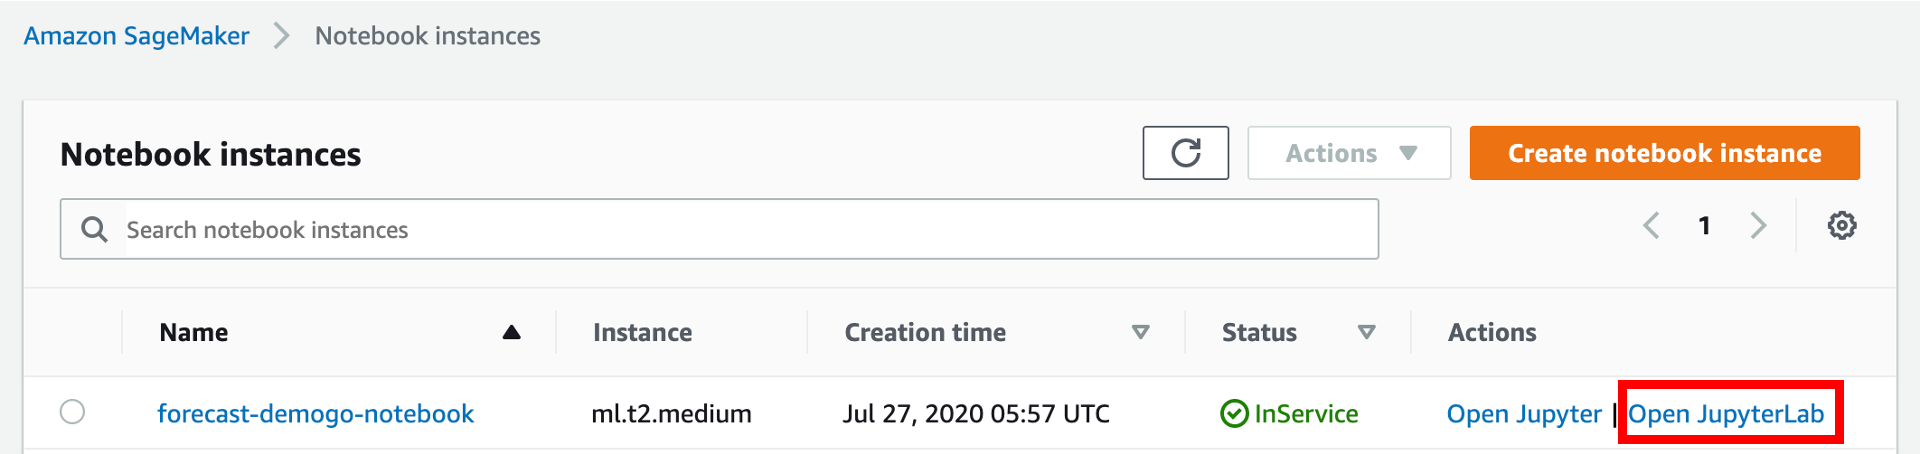 Amazon SageMaker > Notebook instances
Notebook instances
Actions
Create notebook instance
Search notebook instances
1
Name Instance Creation time Status Actions
forecast-demogo-notebook ml.t2.medium Jul 27, 2020 05:57 UTC InService Open Jupyter | Open JupyterLab